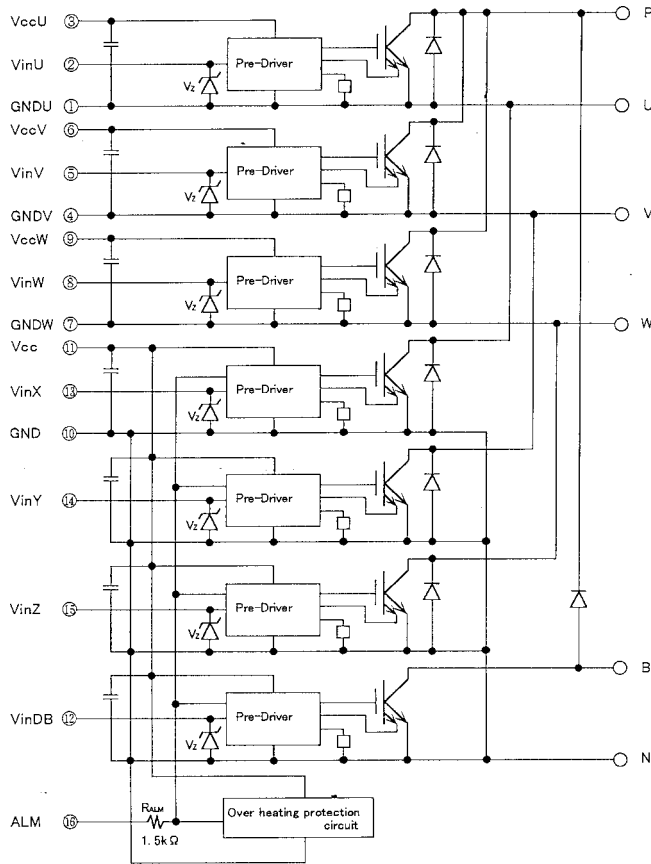 VccU ③
P
VinU ②
Pre-Driver
Vz
GNDU ①
U
VccV ⑥
VinV ⑤
Pre-Driver
Vz
GNDV ④
V
VccW ⑨
VinW ⑧
Pre-Driver
Vz
GNDW ⑦
W
Vcc ⑪
VinX ⑬
Pre-Driver
Vz
GND ⑩
VinY ⑭
Pre-Driver
Vz
VinZ ⑮
Pre-Driver
Vz
B
VinDB ⑫
Pre-Driver
Vz
N
RALM
ALM ⑯
1.5kΩ
Over heating protection
circuit